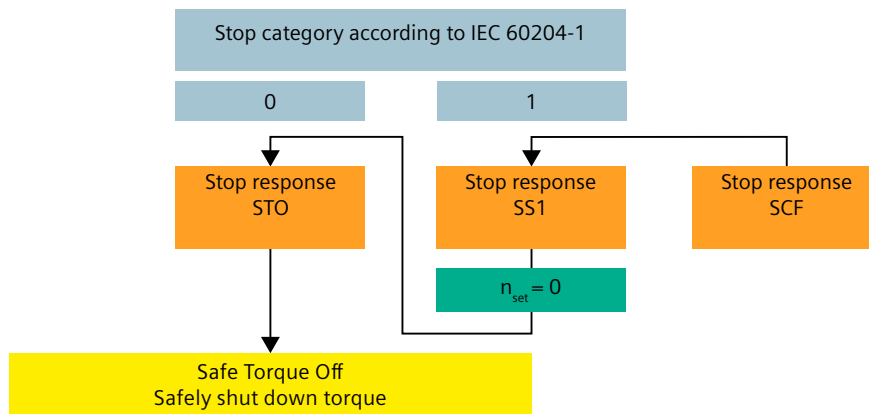 Stop category according to IEC 60204-1
0
1
Stop response
STO
Stop response
SS1
Stop response
SCF
nset = 0
Safe Torque Off
Safely shut down torque